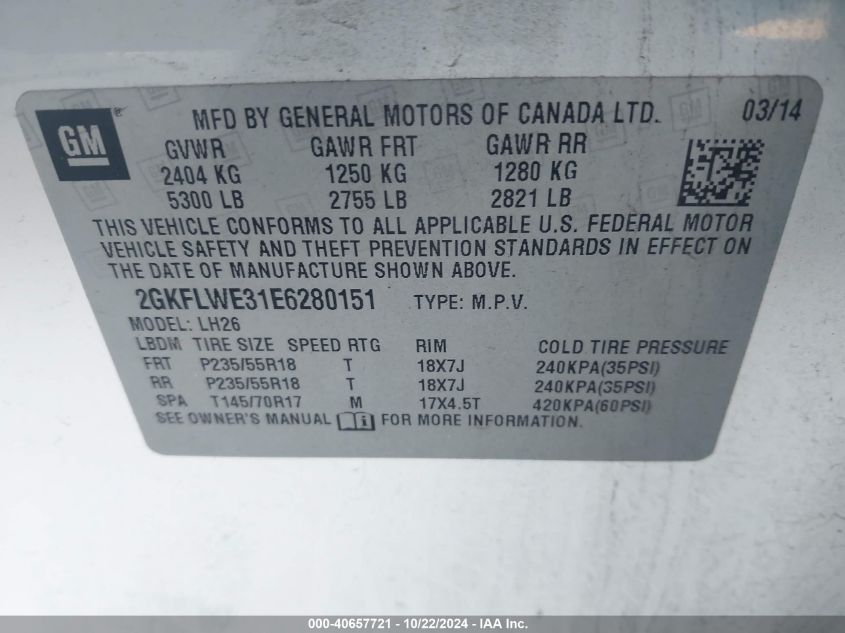 GM
MFD BY GENERAL MOTORS OF CANADA LTD. 03/14
GVWR GAWR FRT GAWR RR
2404 KG 1250 KG 1280 KG
5300 LB 2755 LB 2821 LB
THIS VEHICLE CONFORMS TO ALL APPLICABLE U.S. FEDERAL MOTOR
VEHICLE SAFETY AND THEFT PREVENTION STANDARDS IN EFFECT ON
THE DATE OF MANUFACTURE SHOWN ABOVE.
2GKFLWE31E6280151 TYPE: M.P.V.
MODEL: LH26
LBDM TIRE SIZE SPEED RTG RIM COLD TIRE PRESSURE
FRT P235/55R18 T 18X7J 240KPA(35PSI)
RR P235/55R18 T 18X7J 240KPA(35PSI)
SPA T145/70R17 M 17X4.5T 420KPA(60PSI)
SEE OWNER'S MANUAL FOR MORE INFORMATION.
000-40657721 - 10/22/2024 - IAA Inc.